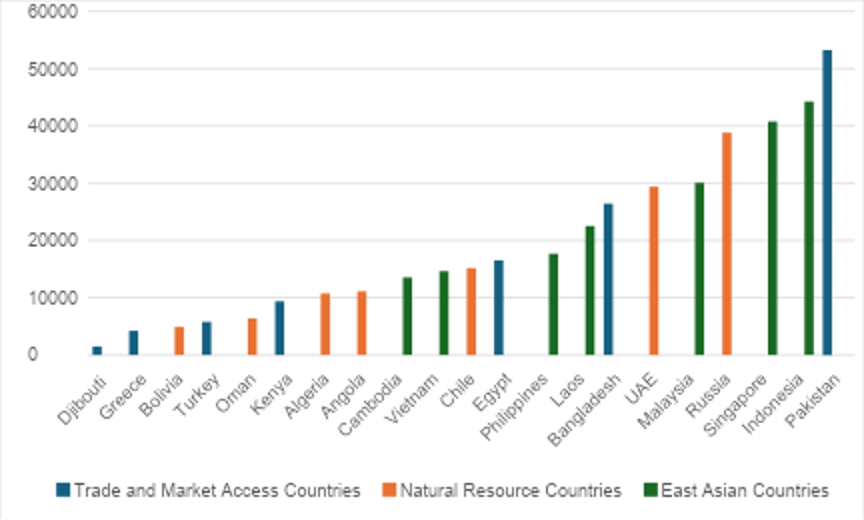 60000
50000
40000
30000
20000
10000
0
Djibouti
Greece
Bolivia
Turkey
Oman
Kenya
Algeria
Angola
Cambodia
Vietnam
Chile
Egypt
Philippines
Laos
Bangladesh
UAE
Malaysia
Russia
Singapore
Indonesia
Pakistan
Trade and Market Access Countries Natural Resource Countries East Asian Countries